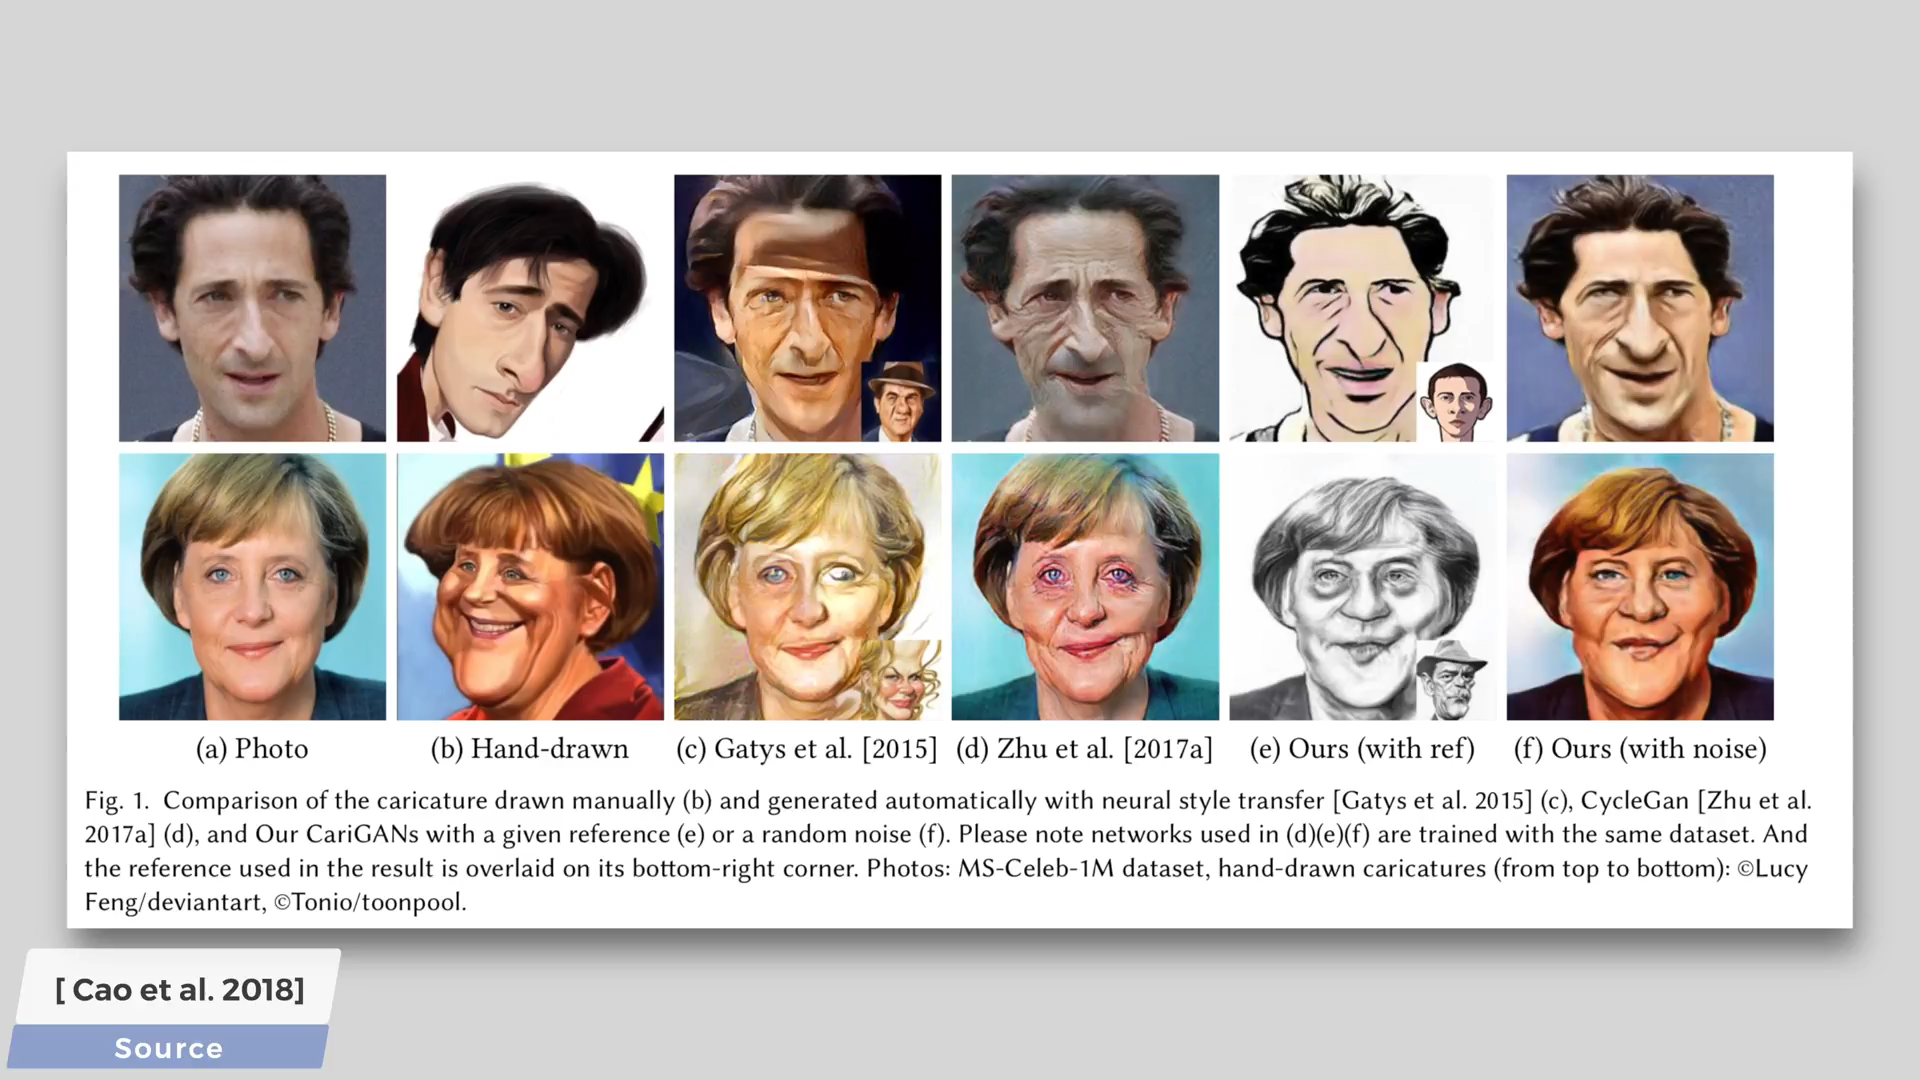 (a) Photo (b) Hand-drawn (c) Gatys et al. [2015] (d) Zhu et al. [2017a] (e) Ours (with ref) (f) Ours (with noise)
Fig. 1. Comparison of the caricature drawn manually (b) and generated automatically with neural style transfer [Gatys et al. 2015] (c), CycleGan [Zhu et al.
2017a] (d), and Our CariGANs with a given reference (e) or a random noise (f). Please note networks used in (d)(e)(f) are trained with the same dataset. And
the reference used in the result is overlaid on its bottom-right corner. Photos: MS-Celeb-1M dataset, hand-drawn caricatures (from top to bottom): ©Lucy
Feng/deviantart, ©Tonio/toonpool.
[ Cao et al. 2018]
Source